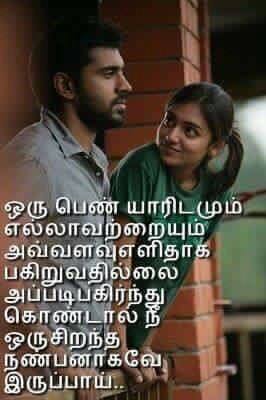 ஒரு பெண் யாரிடமும்
எல்லாவற்றையும்
அவ்வளவுஎளிதாக
பகிறுவதில்லை
அப்படிபகிர்ந்து
கொண்டால் நீ
ஒருசிறந்த
நண்பனாகவே
இருப்பாய்..